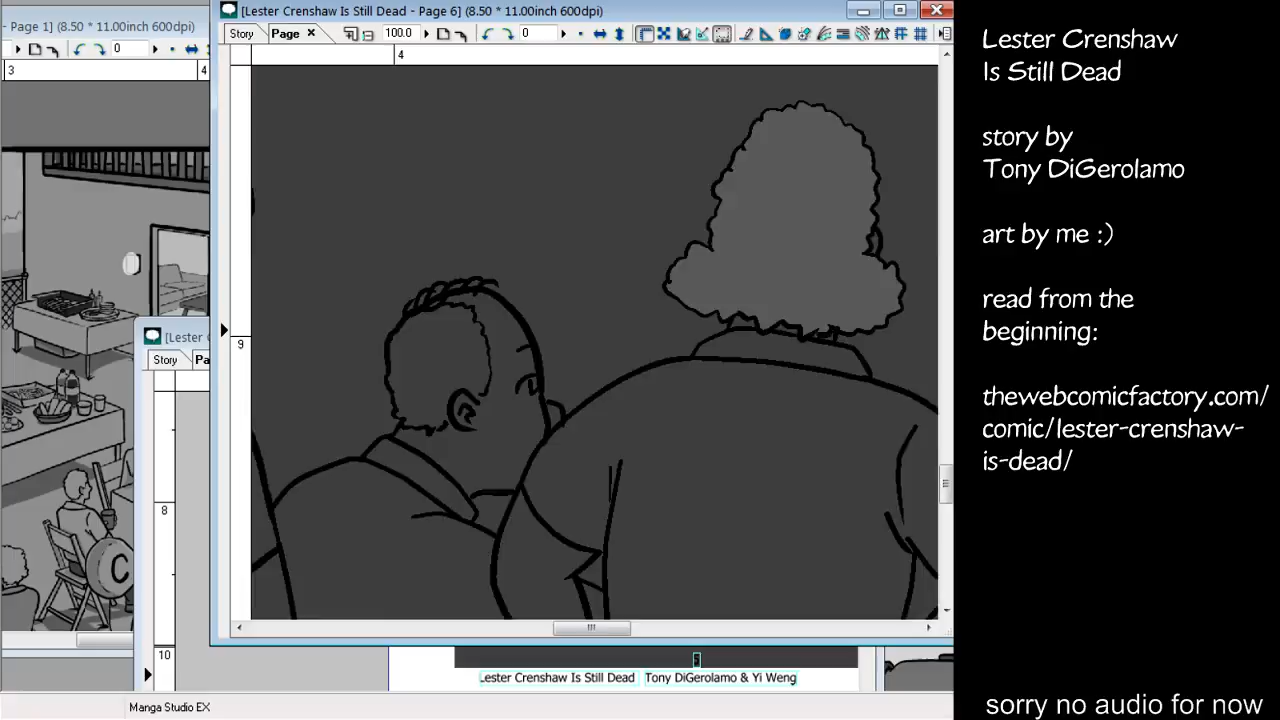 - Page 1] (8.50 * 11.00inch 600dpi)
0
3
4
[Lester Crenshaw Is Still Dead - Page 6] (8.50 * 11.00inch 600dpi)
Story
Page
100.0
0
4
9
[Lester
Story
8
10
C
5
Lester Crenshaw Is Still Dead
Tony DiGerolamo & Yi Weng
Manga Studio EX
Lester Crenshaw
Is Still Dead
story by
Tony DiGerolamo
art by me :)
read from the
beginning:
thewebcomicfactory.com/
comic/lester-crenshaw-
is-dead/
sorry no audio for now